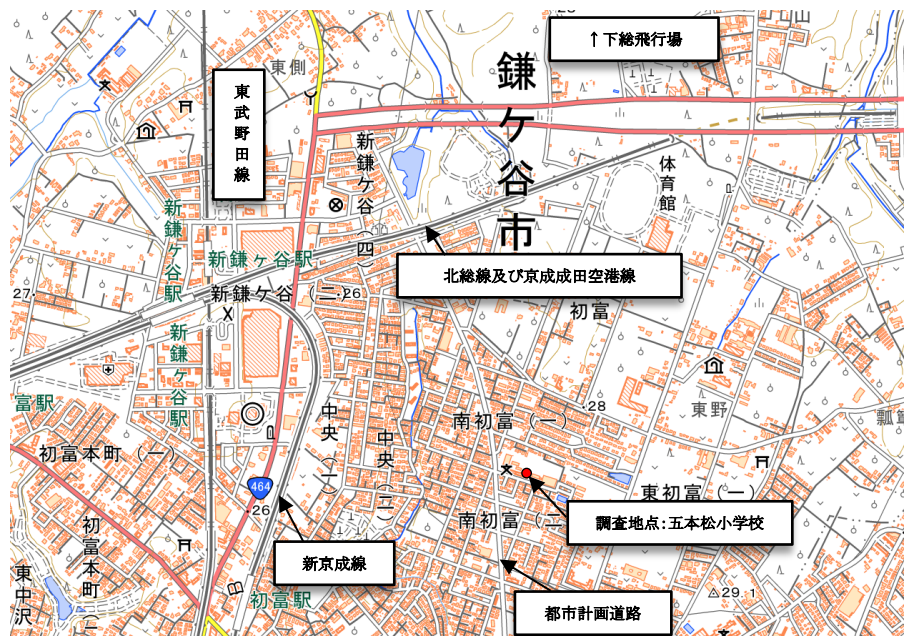 ↑下総飛行場
東側
東武野田線
鎌ケ谷市
新鎌ケ谷(四)
体育館
新鎌ヶ谷駅
新鎌ヶ谷駅
北総線及び京成成田空港線
27
新鎌ケ谷(二)
26
初富
新鎌ヶ谷駅
富駅
28
東野
南初富(一)
中央(一)
中央(二)
初富本町(一)
464
26
東初富(一)
調査地点:五本松小学校
南初富(二
初富本町(二
新京成線
東中沢
初富駅
29.1
都市計画道路